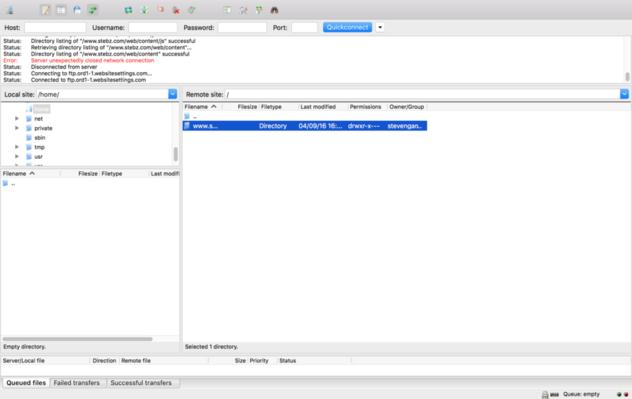 Host: Username: Password: Port: Quickconnect
Status: Directory listing of "/www.stebz.com/web/content/js" successful
Status: Retrieving directory listing of "/www.stebz.com/web/content"...
Status: Directory listing of "/www.stebz.com/web/content" successful
Error: Server unexpectedly closed network connection
Status: Disconnected from server
Status: Connecting to ftp.ord1-1.websitesettings.com...
Status: Connected to ftp.ord1-1.websitesettings.com
Local site: /home/
Remote site: /
net
private
sbin
tmp
usr
Filename Filesize Filetype Last modified Permissions Owner/Group
..
www.s... Directory 04/09/16 16:... drwxr-x--- stevengan..
Filename Filesize Filetype Last modifi
..
Empty directory.
Selected 1 directory.
Server/Local file Direction Remote file Size Priority Status
Queued files Failed transfers Successful transfers
Queue: empty